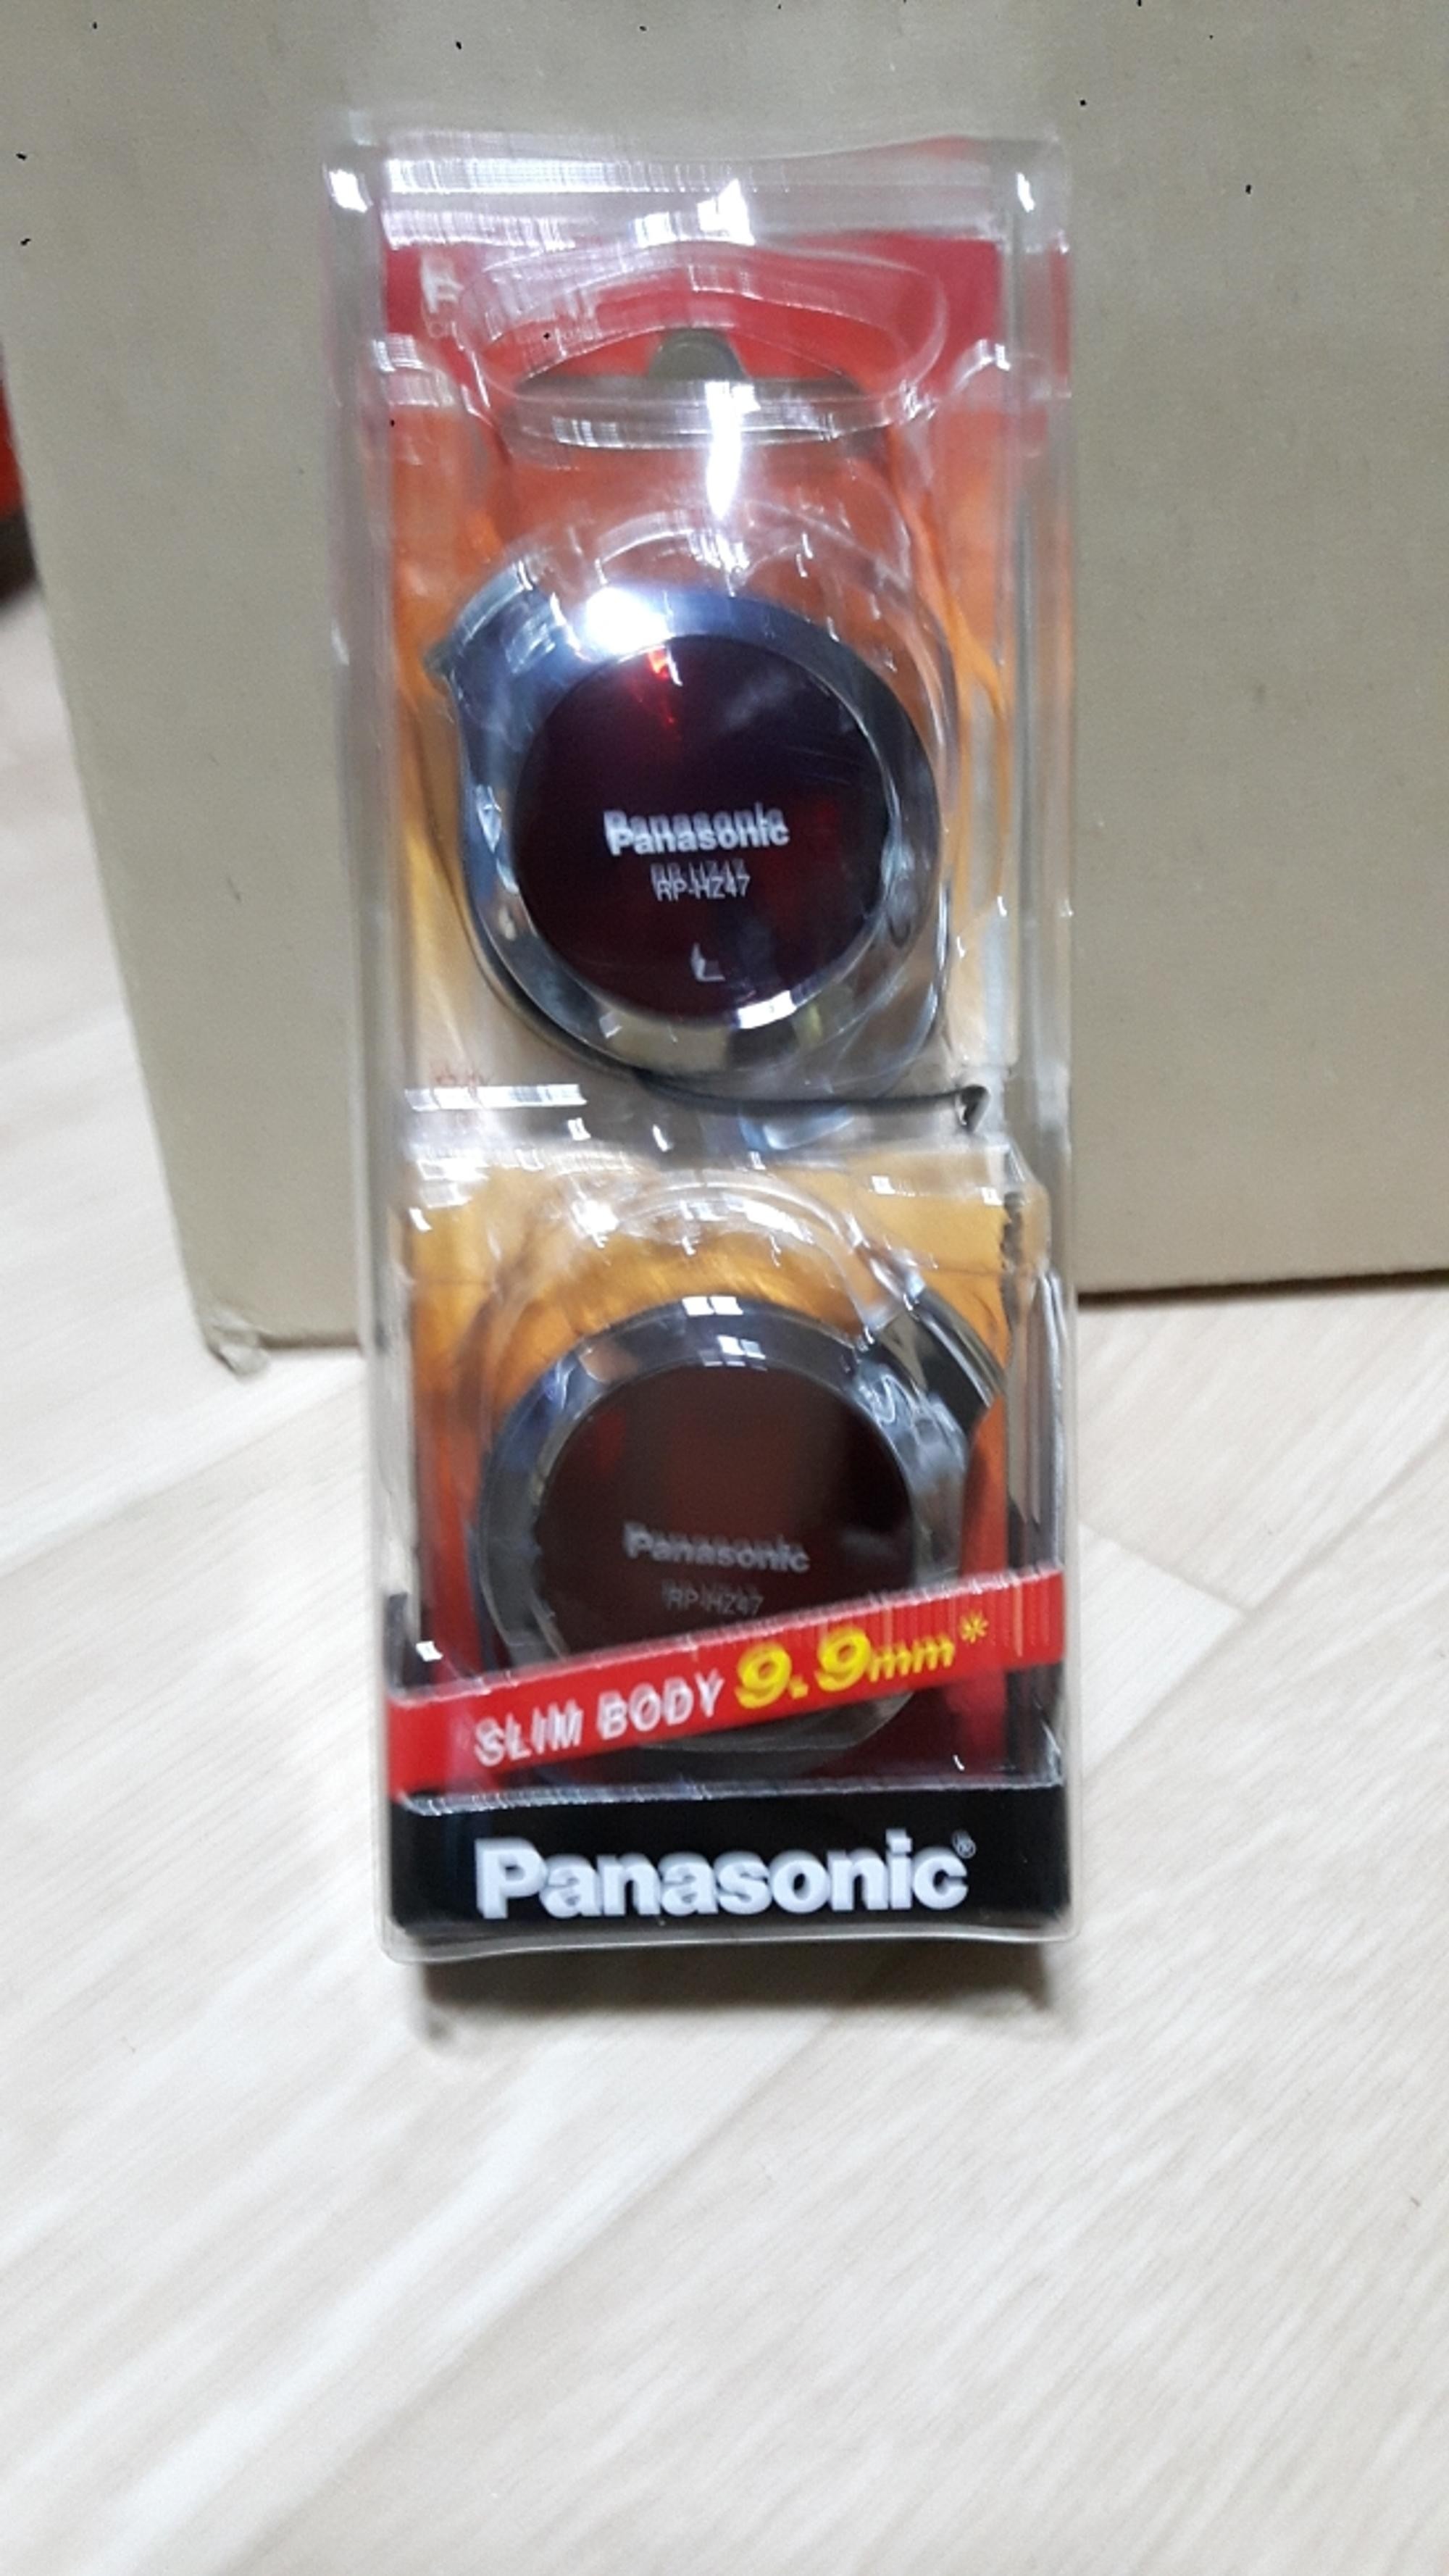 Panasonic
RP-HZ47
L
Panasonic
RP-HZ47
SLIM BODY 9.9mm*
Panasonic®